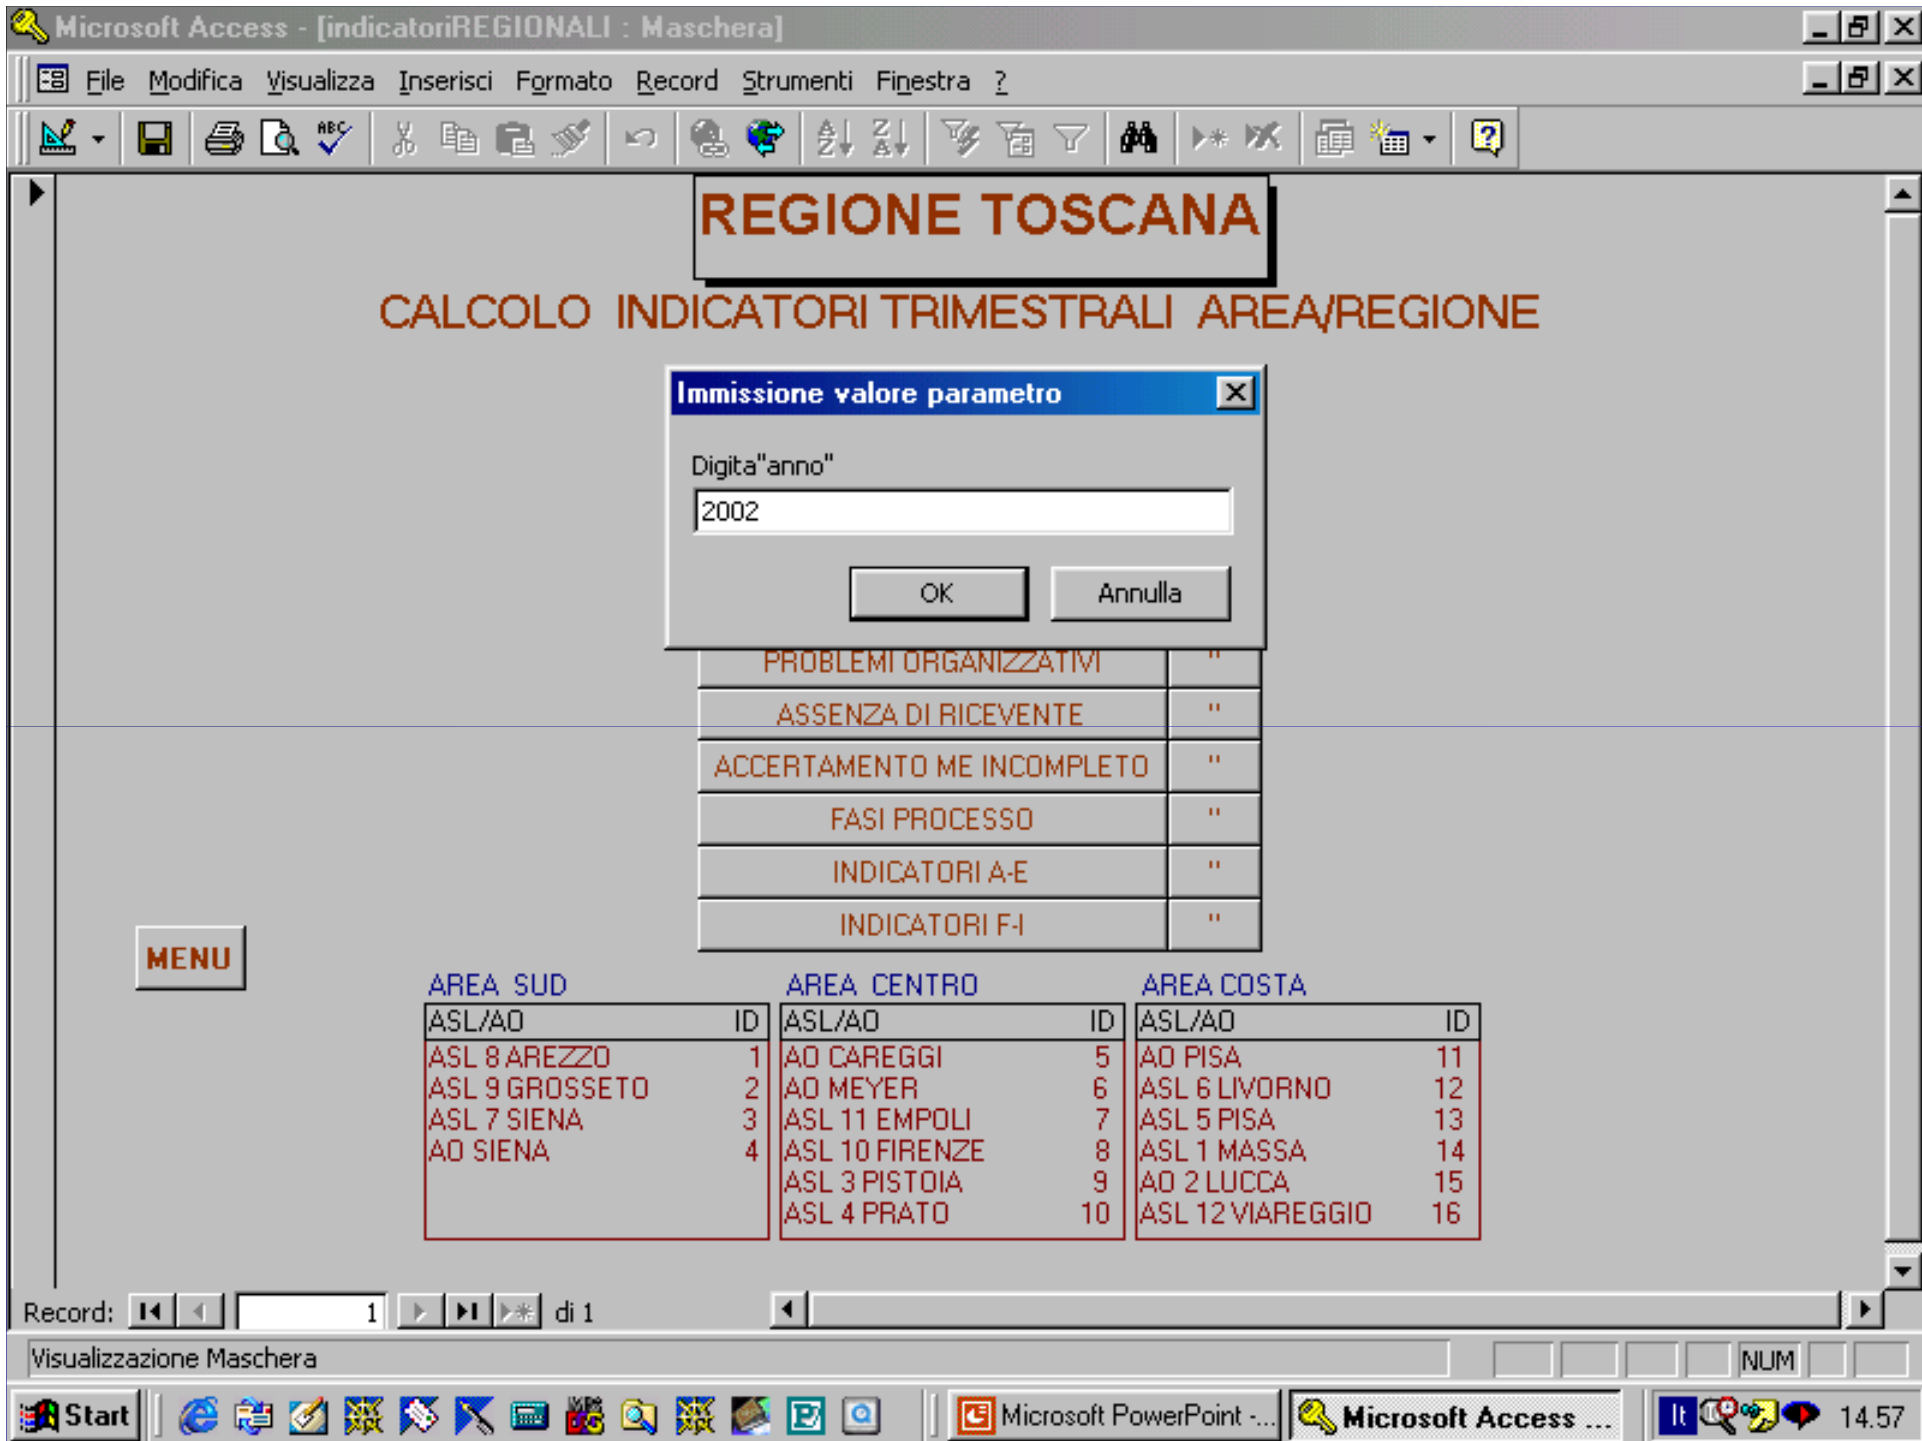 Microsoft Access - [indicatoriREGIONALI : Maschera]
File Modifica Visualizza Inserisci Formato Record Strumenti Finestra ?
ABC
REGIONE TOSCANA
CALCOLO INDICATORI TRIMESTRALI AREA/REGIONE
Immissione valore parametro
Digita"anno"
2002
OK Annulla
PROBLEMI ORGANIZZATIVI "
ASSENZA DI RICEVENTE "
ACCERTAMENTO ME INCOMPLETO "
FASI PROCESSO "
INDICATORI A-E "
INDICATORI F-I "
MENU
AREA SUD AREA CENTRO AREA COSTA
ASL/AO ID ASL/AO ID ASL/AO ID
ASL 8 AREZZO 1 AO CAREGGI 5 AO PISA 11
ASL 9 GROSSETO 2 AO MEYER 6 ASL 6 LIVORNO 12
ASL 7 SIENA 3 ASL 11 EMPOLI 7 ASL 5 PISA 13
AO SIENA 4 ASL 10 FIRENZE 8 ASL 1 MASSA 14
ASL 3 PISTOIA 9 AO 2 LUCCA 15
ASL 4 PRATO 10 ASL 12 VIAREGGIO 16
Record: 1 di 1
Visualizzazione Maschera NUM
Start Microsoft PowerPoint -... Microsoft Access ... It 14.57